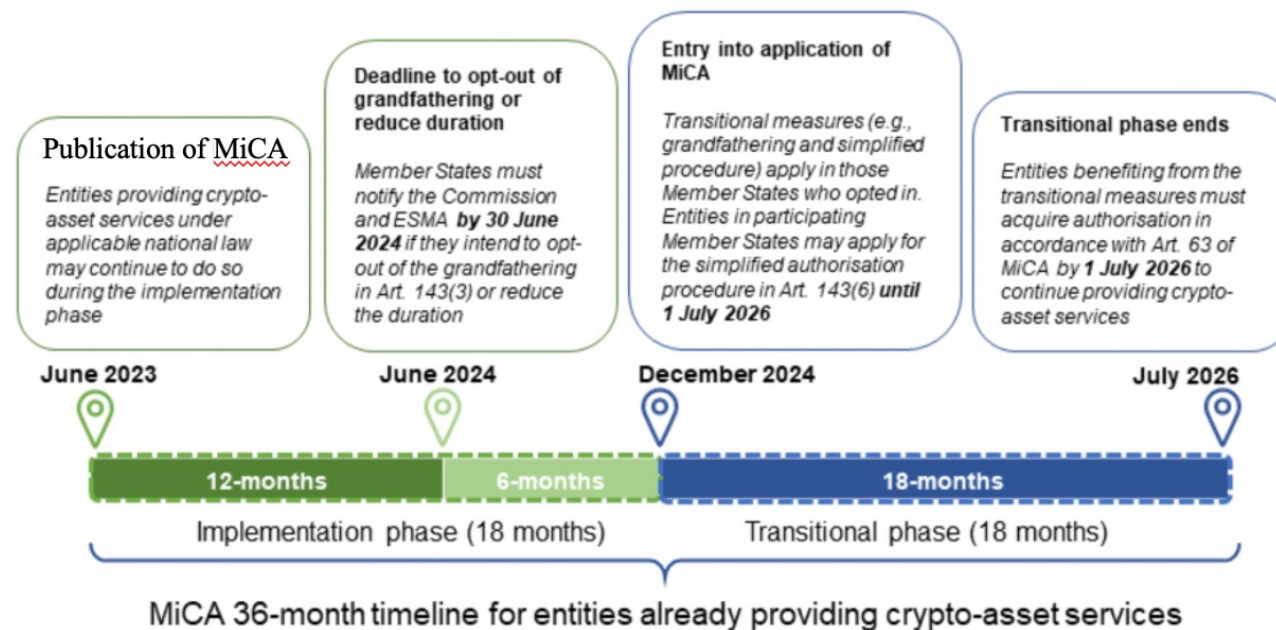 Publication of MiCA
Entities providing crypto-
asset services under
applicable national law
may continue to do so
during the implementation
phase
Deadline to opt-out of
grandfathering or
reduce duration
Member States must
notify the Commission
and ESMA by 30 June
2024 if they intend to opt-
out of the grandfathering
in Art. 143(3) or reduce
the duration
Entry into application of
MiCA
Transitional measures (e.g.,
grandfathering and simplified
procedure) apply in those
Member States who opted in.
Entities in participating
Member States may apply for
the simplified authorisation
procedure in Art. 143(6) until
1 July 2026
Transitional phase ends
Entities benefiting from the
transitional measures must
acquire authorisation in
accordance with Art. 63 of
MiCA by 1 July 2026 to
continue providing crypto-
asset services
June 2023
June 2024
December 2024
July 2026
12-months
6-months
18-months
Implementation phase (18 months)
Transitional phase (18 months)
MiCA 36-month timeline for entities already providing crypto-asset services